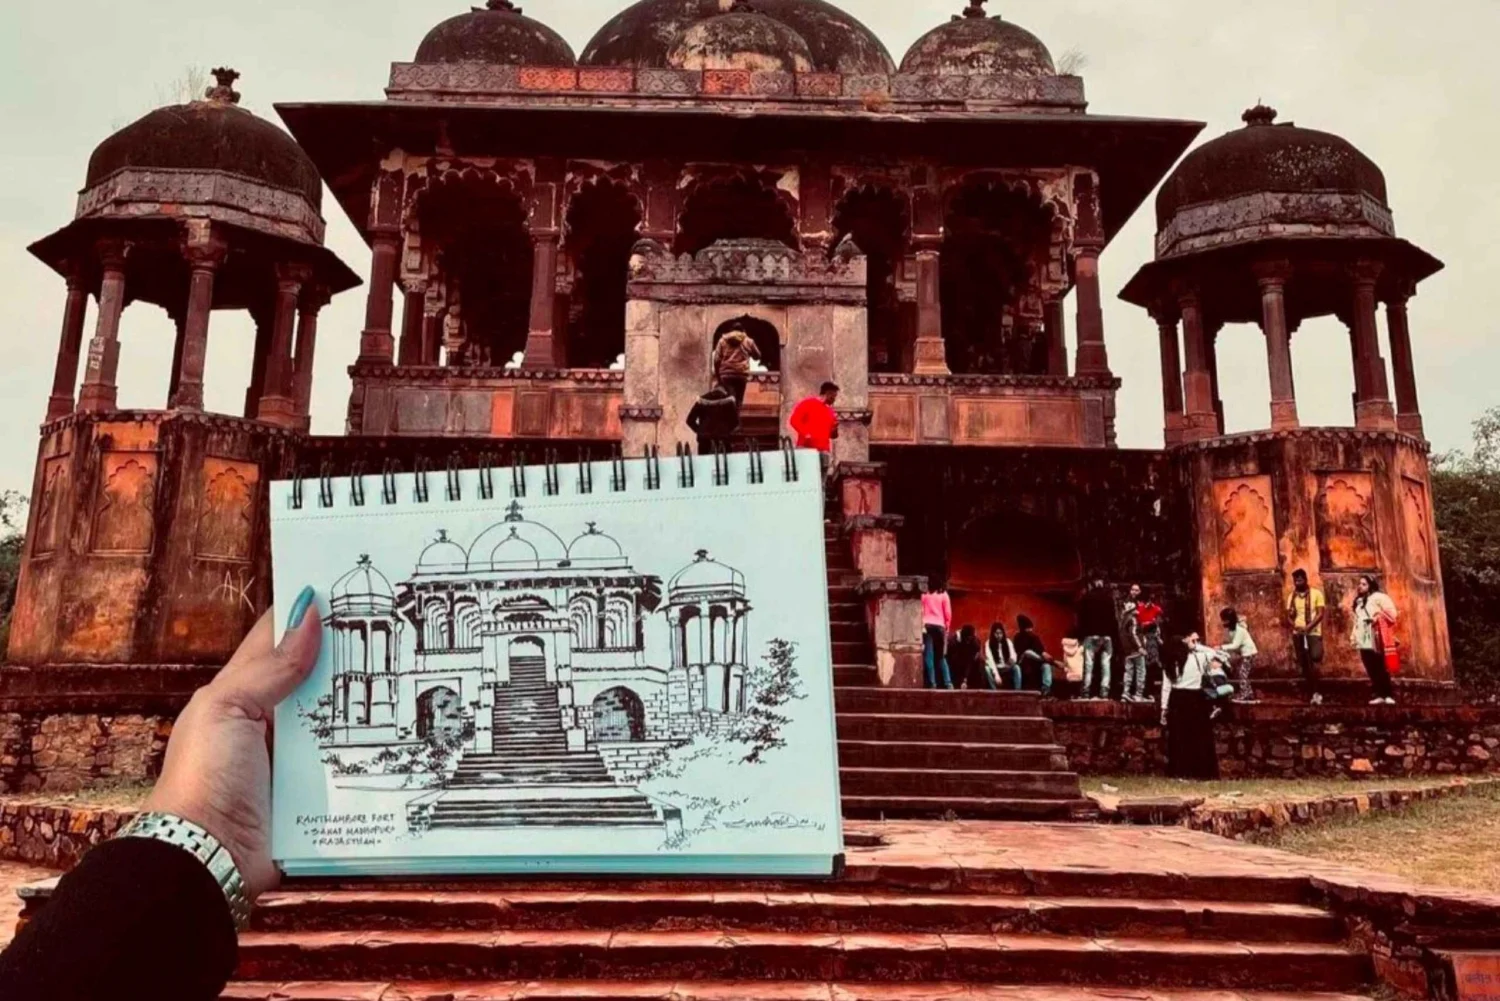 AK
RANTHAMBORE FORT
• SAWAI MADHOPUR •
• RAJASTHAN •